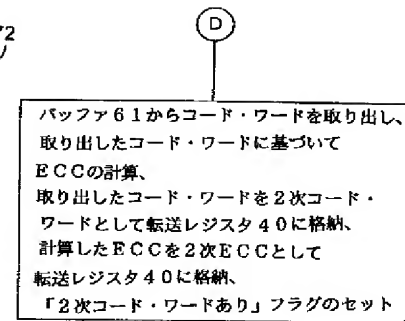 D
バッファ61からコード・ワードを取り出し、
取り出したコード・ワードに基づいて
ECCの計算、
取り出したコード・ワードを2次コード・
ワードとして転送レジスタ40に格納、
計算したECCを2次ECCとして
転送レジスタ40に格納、
「2次コード・ワードあり」フラグのセット